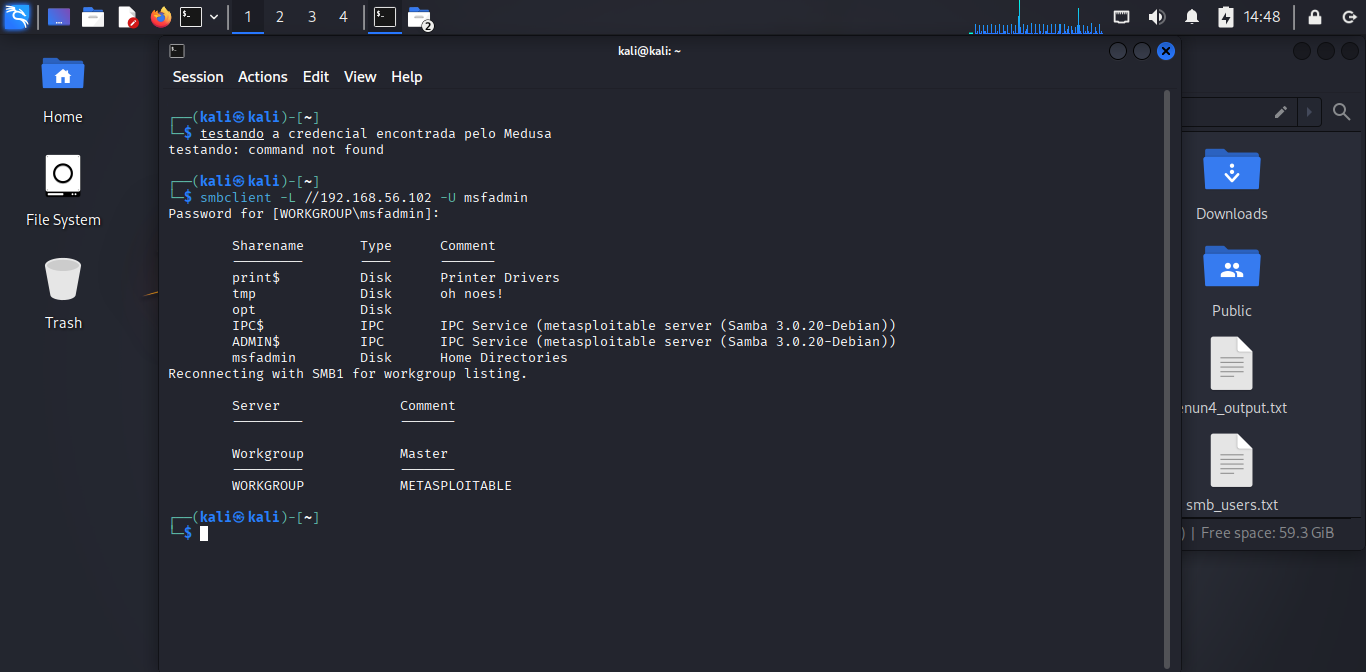 1 2 3 4 2 14:48
kali@kali: ~
Session Actions Edit View Help
Home
File System
Trash
┌──(kali㉿kali)-[~]
└─$ testando a credencial encontrada pelo Medusa
testando: command not found
┌──(kali㉿kali)-[~]
└─$ smbclient -L //192.168.56.102 -U msfadmin
Password for [WORKGROUP\msfadmin]:
Sharename Type Comment
print$ Disk Printer Drivers
tmp Disk oh noes!
opt Disk
IPC$ IPC IPC Service (metasploitable server (Samba 3.0.20-Debian))
ADMIN$ IPC IPC Service (metasploitable server (Samba 3.0.20-Debian))
msfadmin Disk Home Directories
Reconnecting with SMB1 for workgroup listing.
Server Comment
Workgroup Master
WORKGROUP METASPLOITABLE
┌──(kali㉿kali)-[~]
└─$
Downloads
Public
enun4_output.txt
smb_users.txt
) | Free space: 59.3 GiB